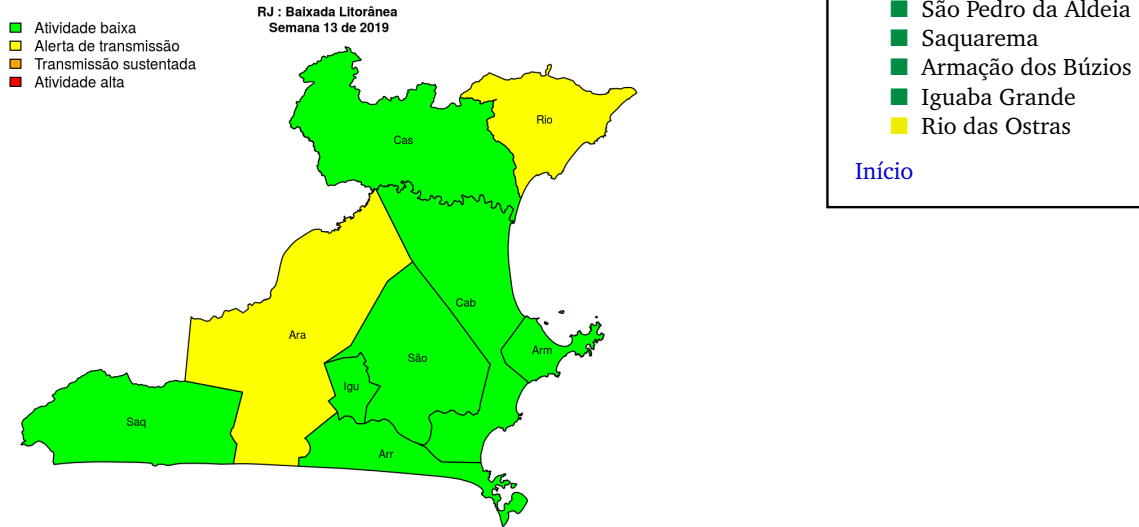 RJ : Baixada Litorânea
Semana 13 de 2019
Atividade baixa
Alerta de transmissão
Transmissão sustentada
Atividade alta
Cas
Rio
Cab
Ara
São
Arm
Igu
Saq
Arr
São Pedro da Aldeia
Saquarema
Armação dos Búzios
Iguaba Grande
Rio das Ostras
Início